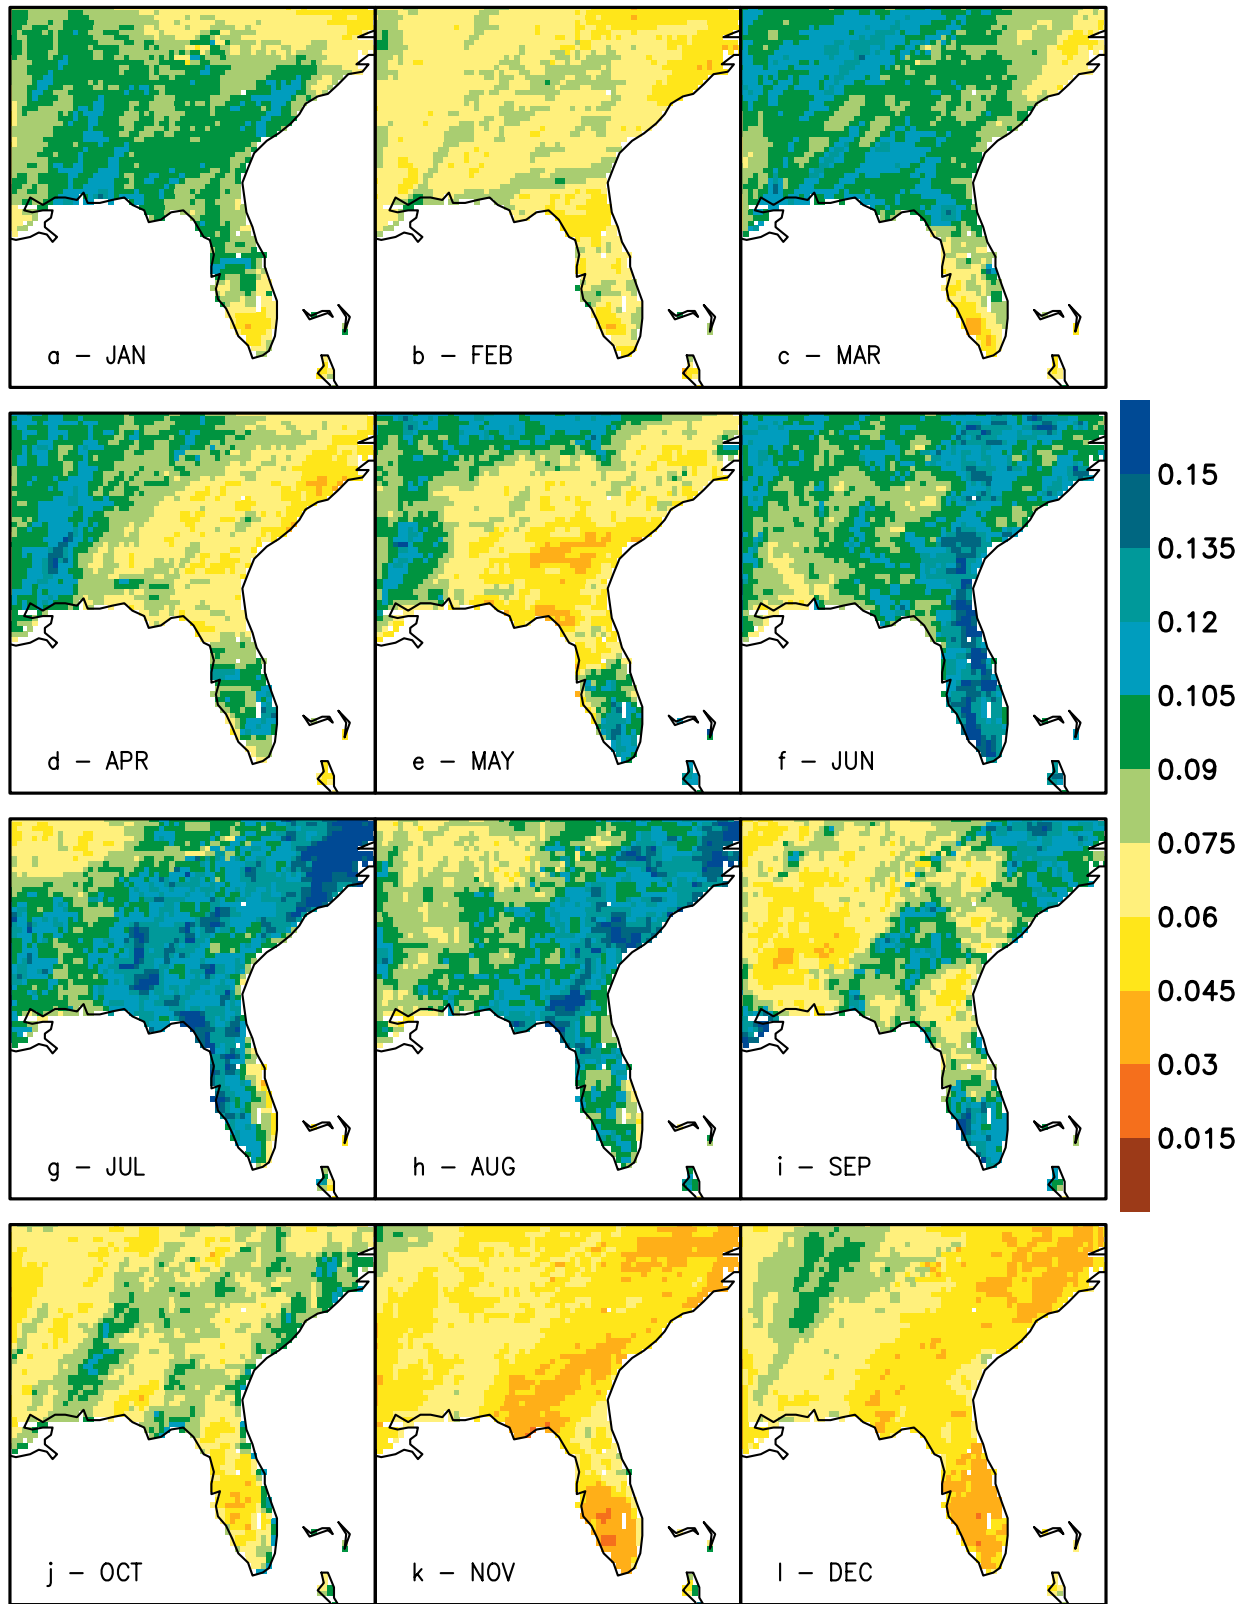 a – JAN
b – FEB
c – MAR
d – APR
e – MAY
f – JUN
0.15
0.135
0.12
0.105
0.09
0.075
0.06
0.045
0.03
0.015
g – JUL
h – AUG
i – SEP
j – OCT
k – NOV
l – DEC